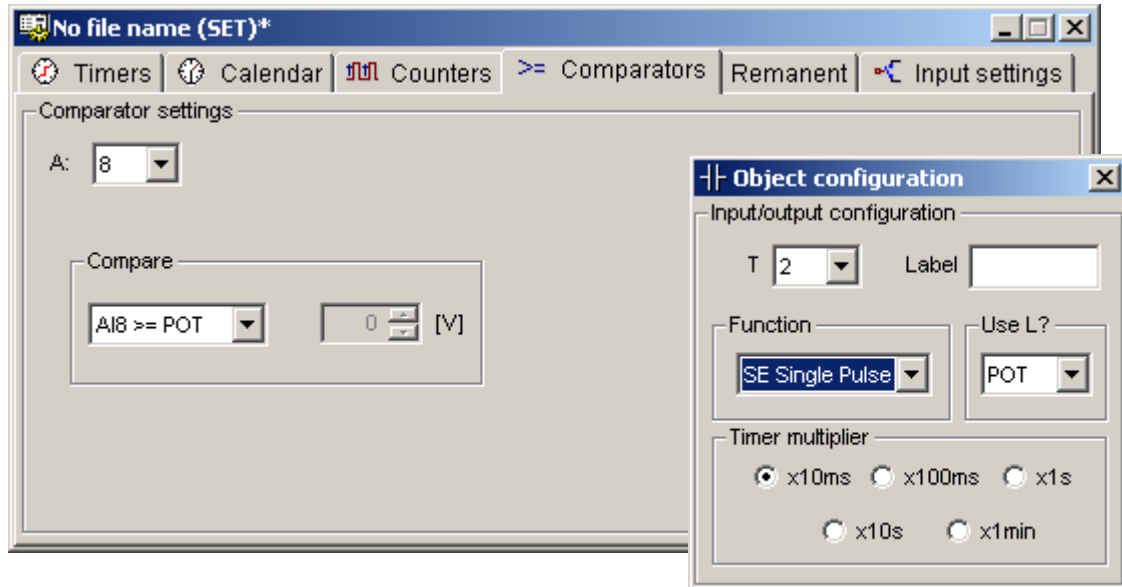 No file name (SET)*
Timers Calendar Counters >= Comparators Remanent Input settings
Comparator settings
A: 8
Compare
AI8 >= POT 0 [V]
Object configuration
Input/output configuration
T 2 Label
Function Use L?
SE Single Pulse POT
Timer multiplier
x10ms x100ms x1s
x10s x1min